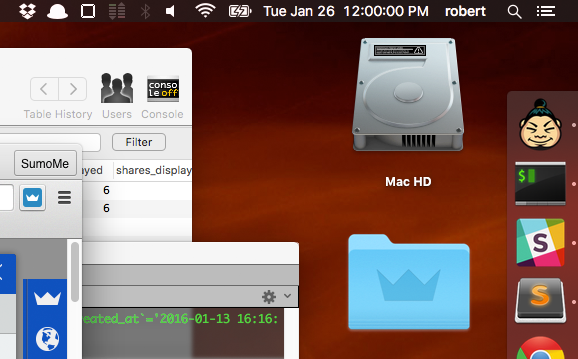 Tue Jan 26 12:00:00 PM robert
Table History Users Console
conso
le off
Filter
SumoMe
ayed shares_display
6
6
Mac HD
eated_at`='2016-01-13 16:16:
$
S
S